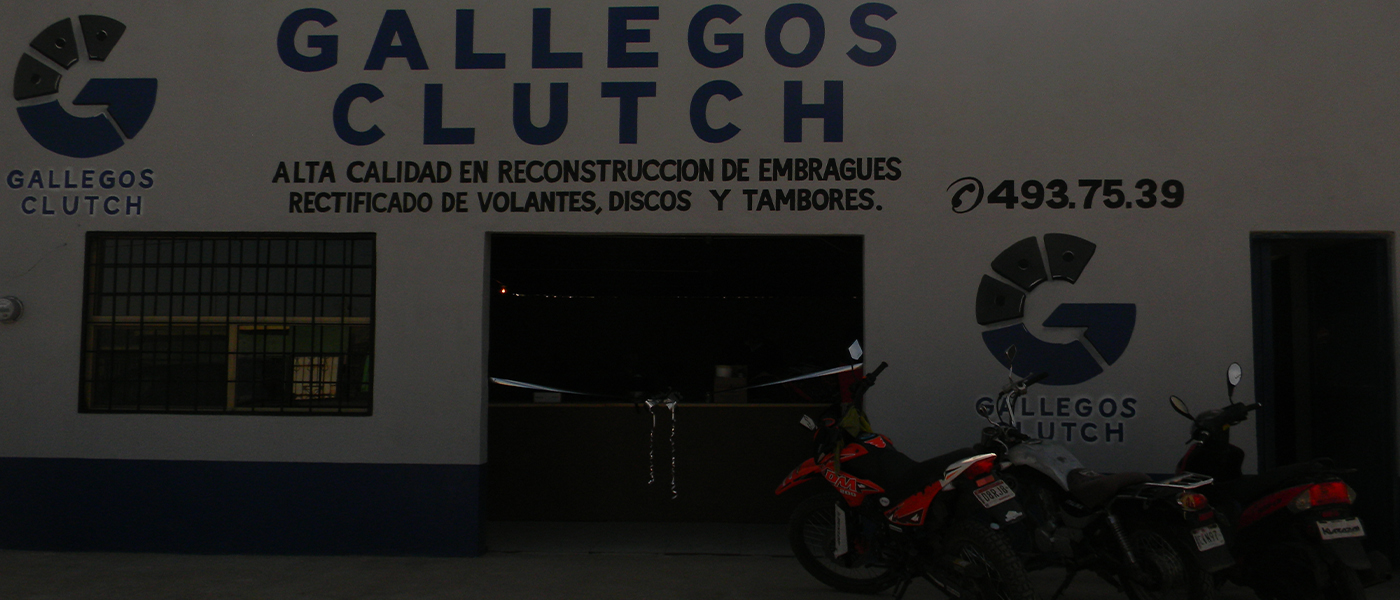 GALLEGOS
CLUTCH
ALTA CALIDAD EN RECONSTRUCCION DE EMBRAGUES
RECTIFICADO DE VOLANTES, DISCOS Y TAMBORES.
GALLEGOS
CLUTCH
493.75.39
GALLEGOS
CLUTCH